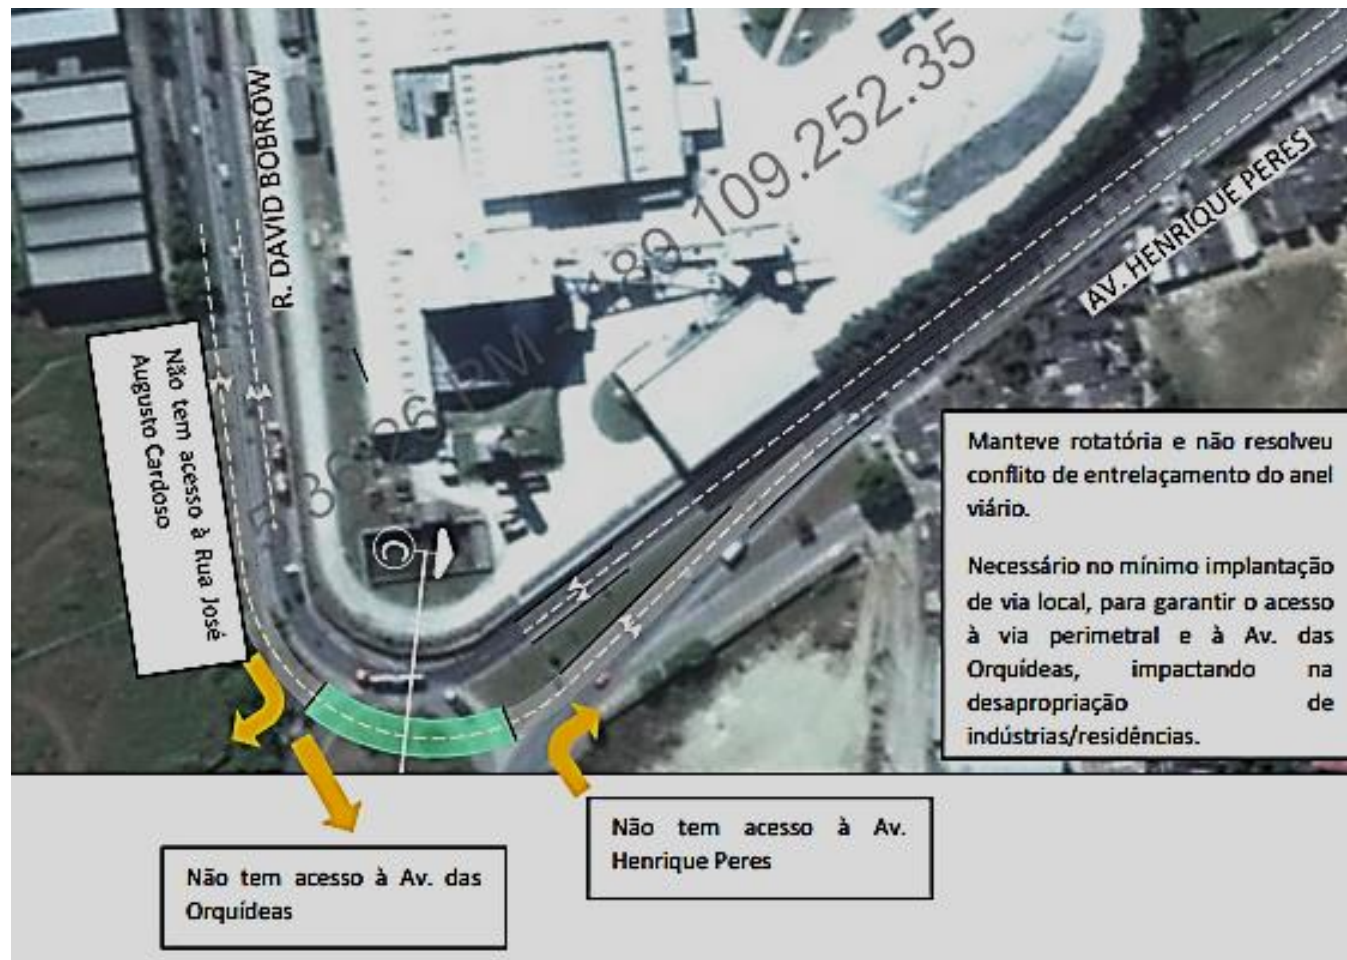 R. DAVID BOBROW
189.109.252.35
AV. HENRIQUE PERES
Não tem acesso à Rua José
Augusto Cardoso
Manteve rotatória e não resolveu
conflito de entrelaçamento do anel
viário.
Necessário no mínimo implantação
de via local, para garantir o acesso
à via perimetral e à Av. das
Orquídeas, impactando na
desapropriação de
indústrias/residências.
Não tem acesso à Av.
Henrique Peres
Não tem acesso à Av. das
Orquídeas